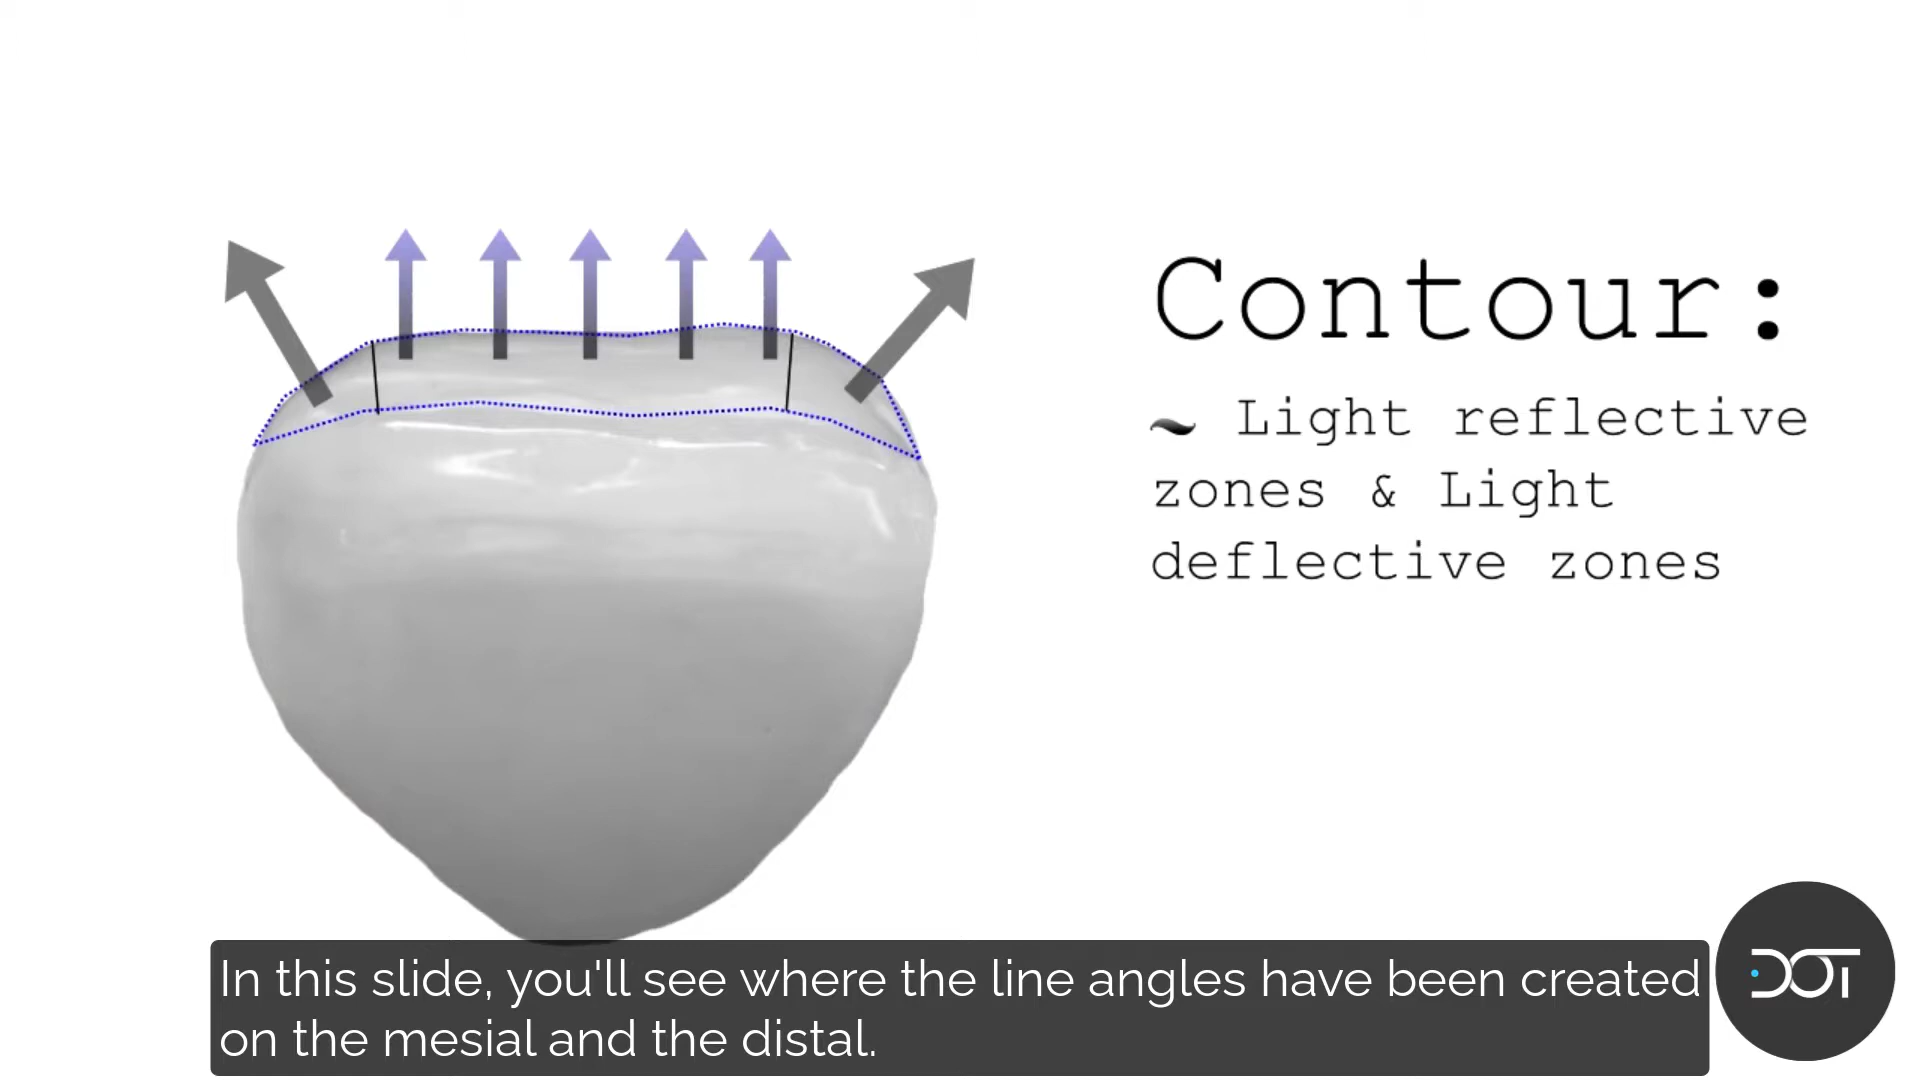 Contour:
~ Light reflective
zones & Light
deflective zones
In this slide, you'll see where the line angles have been created
on the mesial and the distal.
DOT